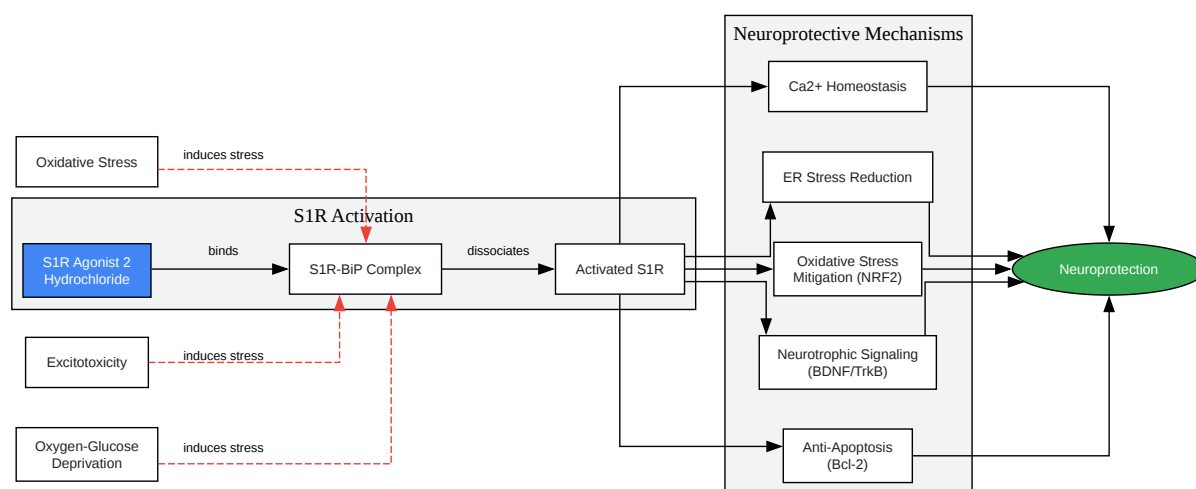 Neuroprotective Mechanisms
Ca2+ Homeostasis
Oxidative Stress
induces stress
ER Stress Reduction
S1R Activation
S1R Agonist 2
Hydrochloride
binds
S1R-BiP Complex
dissociates
Activated S1R
Oxidative Stress
Mitigation (NRF2)
Neuroprotection
Excitotoxicity
induces stress
Neurotrophic Signaling
(BDNF/TrkB)
Oxygen-Glucose
Deprivation
induces stress
Anti-Apoptosis
(Bcl-2)